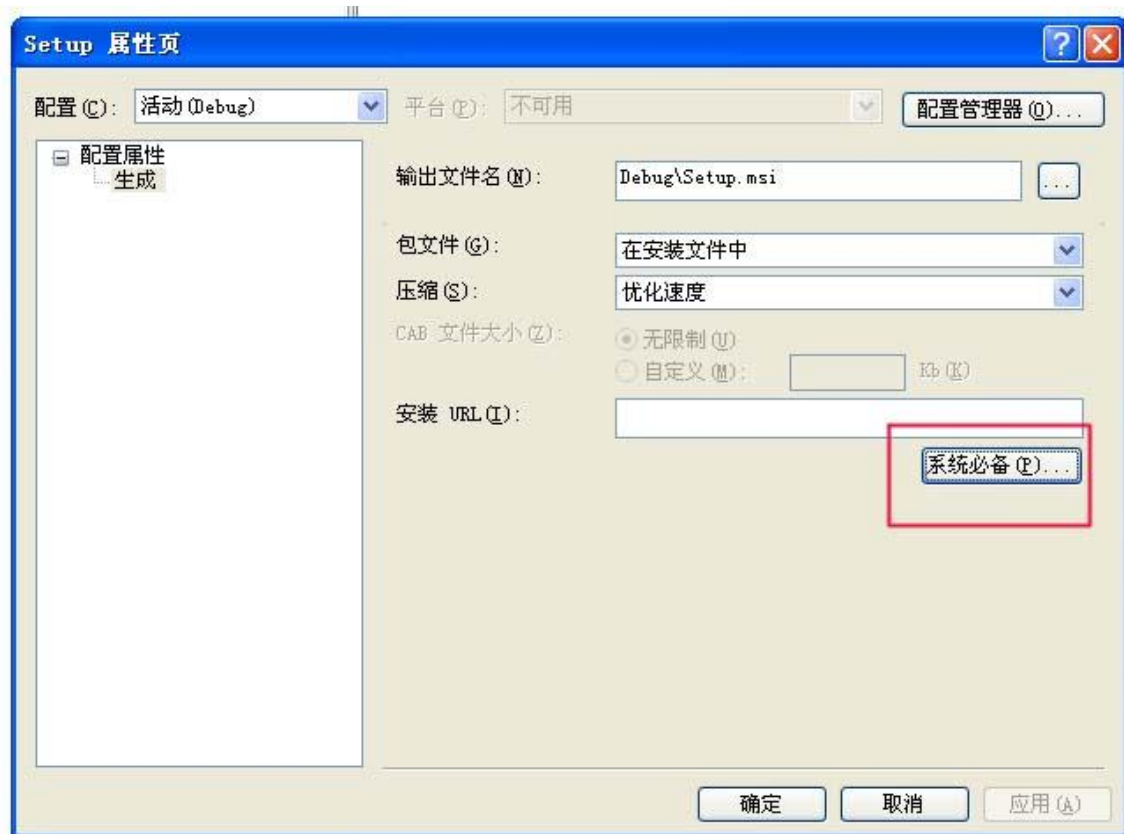 Setup 属性页
配置(C): 活动(Debug) 平台(P): 不可用 配置管理器(O)...
配置属性
生成
输出文件名(N): Debug\Setup.msi ...
包文件(G): 在安装文件中
压缩(S): 优化速度
CAB 文件大小(Z): 无限制(U)
自定义(M): Kb(K)
安装 URL(I):
系统必备(P)...
确定 取消 应用(A)